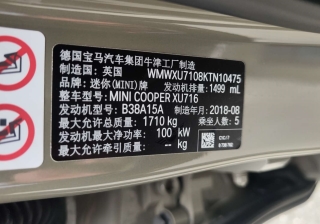 德国宝马汽车集团牛津工厂制造
制造国：英国 WMWXU7108KTN10475
品牌：迷你(MINI)牌 发动机排量：1499 mL
整车型号：MINI COOPER XU716
发动机型号：B38A15A 制造年月：2018-08
最大允许总质量：1710 kg 乘坐人数：5
发动机最大净功率：100 kW
最大允许牵引质量：-- kg